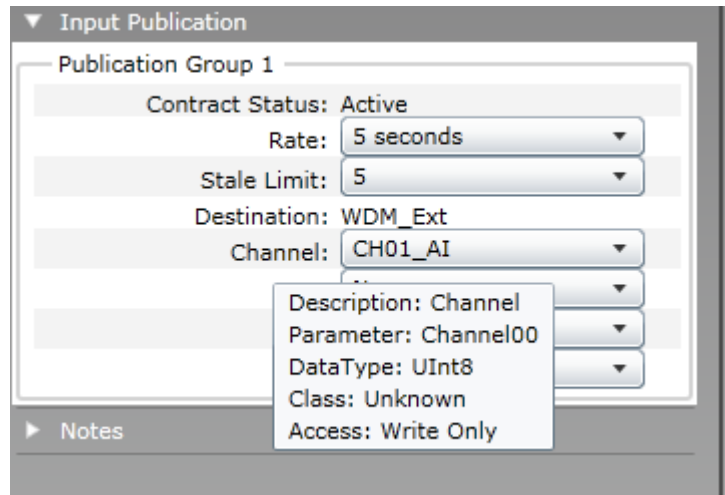 Input Publication
Publication Group 1
Contract Status: Active
Rate: 5 seconds
Stale Limit: 5
Destination: WDM_Ext
Channel: CH01_AI
Description: Channel
Parameter: Channel00
DataType: UInt8
Class: Unknown
Access: Write Only
Notes